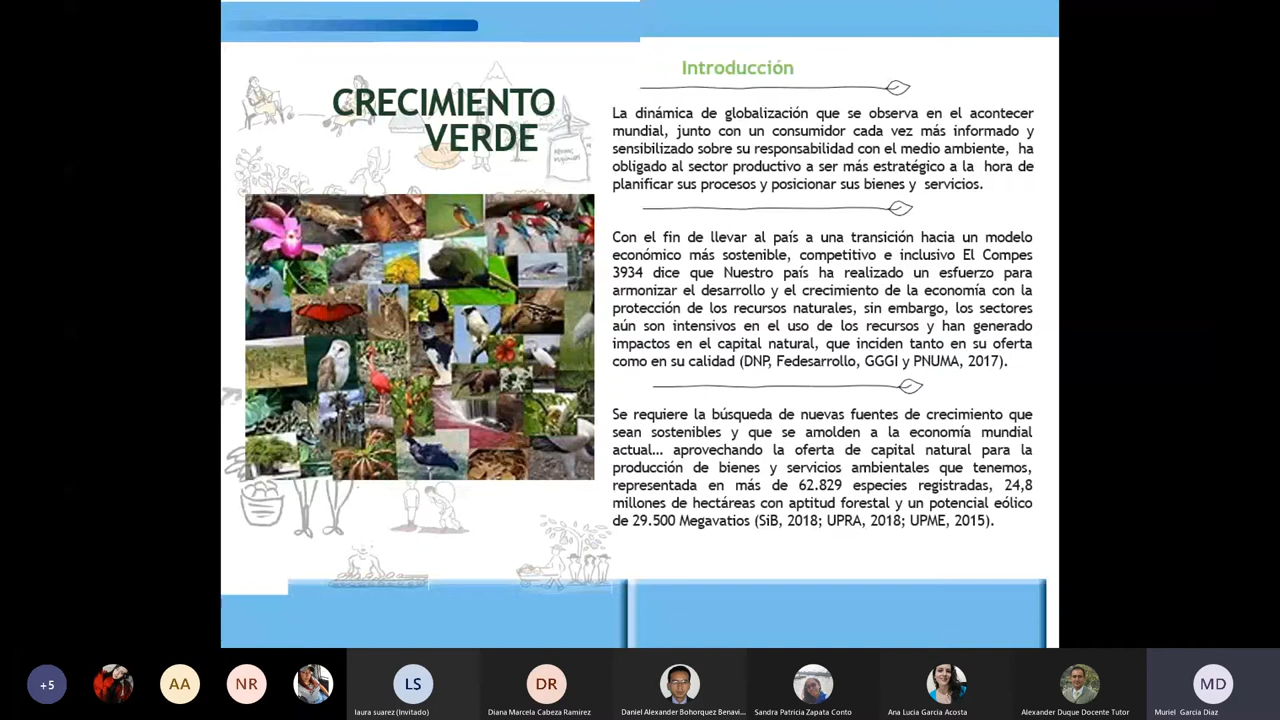 CRECIMIENTO
VERDE
Introducción
La dinámica de globalización que se observa en el acontecer
mundial, junto con un consumidor cada vez más informado y
sensibilizado sobre su responsabilidad con el medio ambiente, ha
obligado al sector productivo a ser más estratégico a la hora de
planificar sus procesos y posicionar sus bienes y servicios.
Con el fin de llevar al país a una transición hacia un modelo
económico más sostenible, competitivo e inclusivo El Compes
3934 dice que Nuestro país ha realizado un esfuerzo para
armonizar el desarrollo y el crecimiento de la economía con la
protección de los recursos naturales, sin embargo, los sectores
aún son intensivos en el uso de los recursos y han generado
impactos en el capital natural, que inciden tanto en su oferta
como en su calidad (DNP, Fedesarrollo, GGGI y PNUMA, 2017).
Se requiere la búsqueda de nuevas fuentes de crecimiento que
sean sostenibles y que se amolden a la economía mundial
actual... aprovechando la oferta de capital natural para la
producción de bienes y servicios ambientales que tenemos,
representada en más de 62.829 especies registradas, 24,8
millones de hectáreas con aptitud forestal y un potencial eólico
de 29.500 Megavatios (SiB, 2018; UPRA, 2018; UPME, 2015).
+5
AA
NR
LS
DR
MD
laura suarez (Invitado)
Diana Marcela Cabeza Ramirez
Daniel Alexander Bohorquez Benavi...
Sandra Patricia Zapata Conto
Ana Lucia Garcia Acosta
Alexander Duque Docente Tutor
Muriel Garcia Diaz